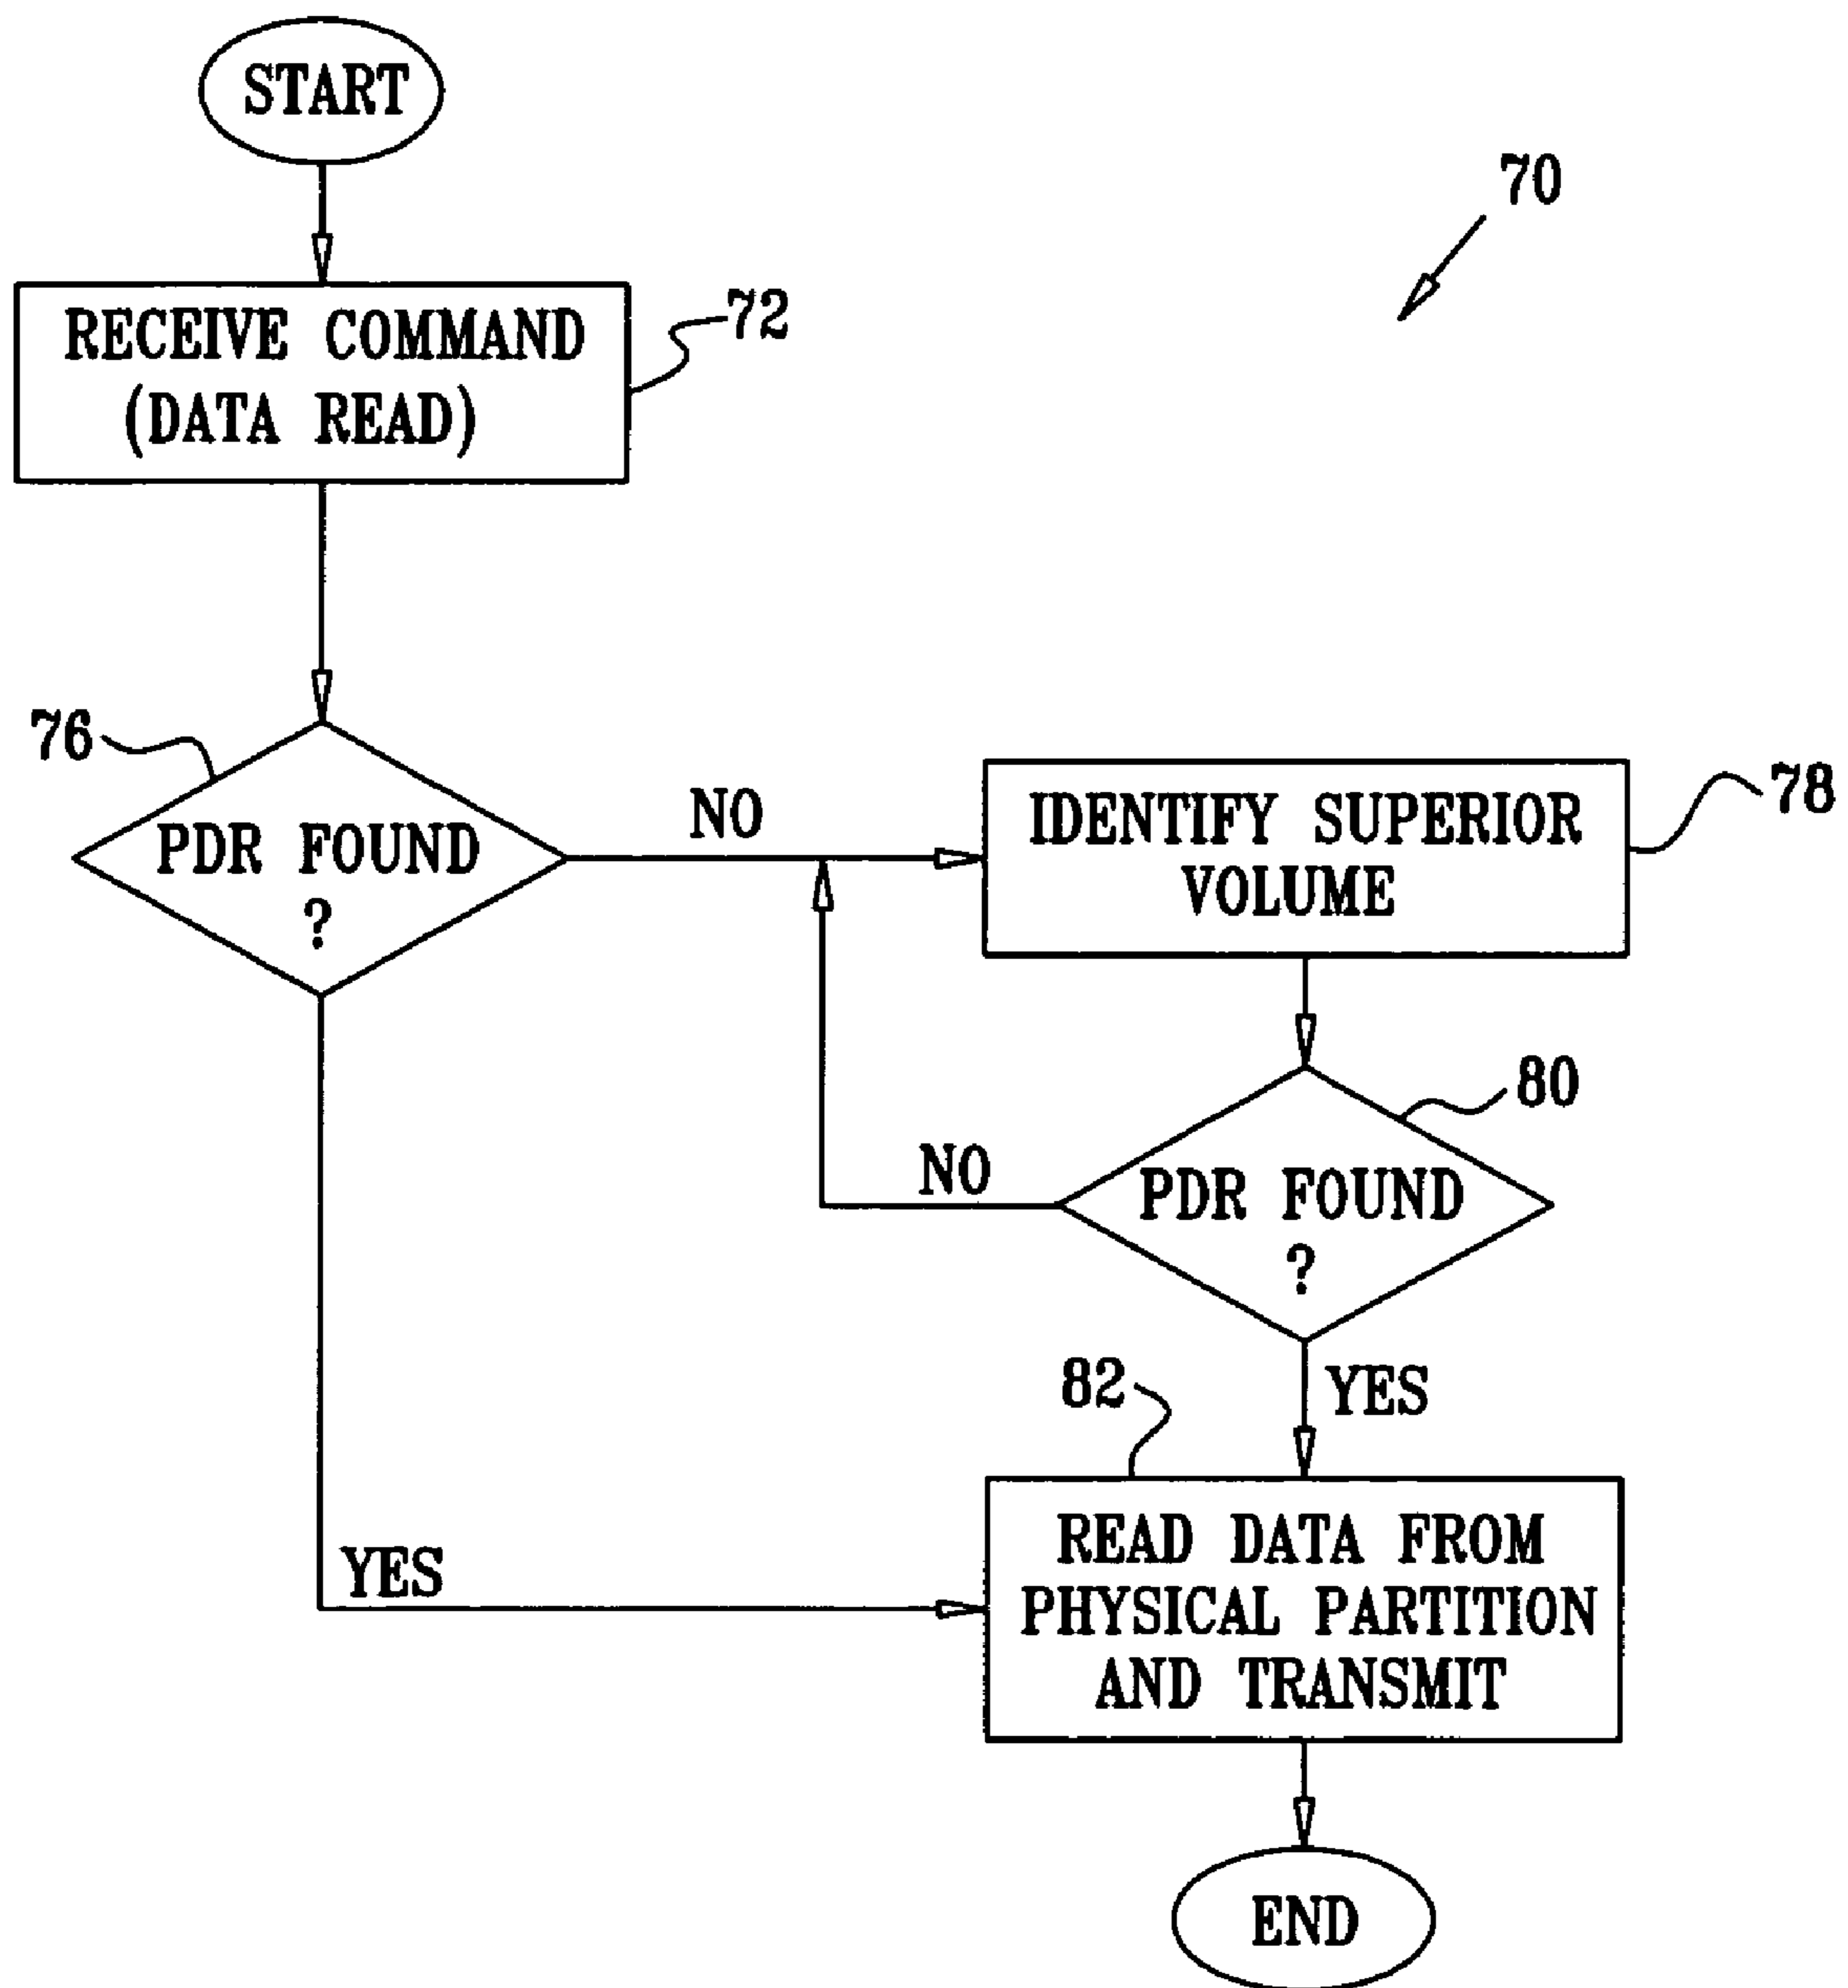 START
70
RECEIVE COMMAND
(DATA READ)
72
76
PDR FOUND
?
NO
IDENTIFY SUPERIOR
VOLUME
78
80
PDR FOUND
?
NO
YES
82
READ DATA FROM
PHYSICAL PARTITION
AND TRANSMIT
YES
END